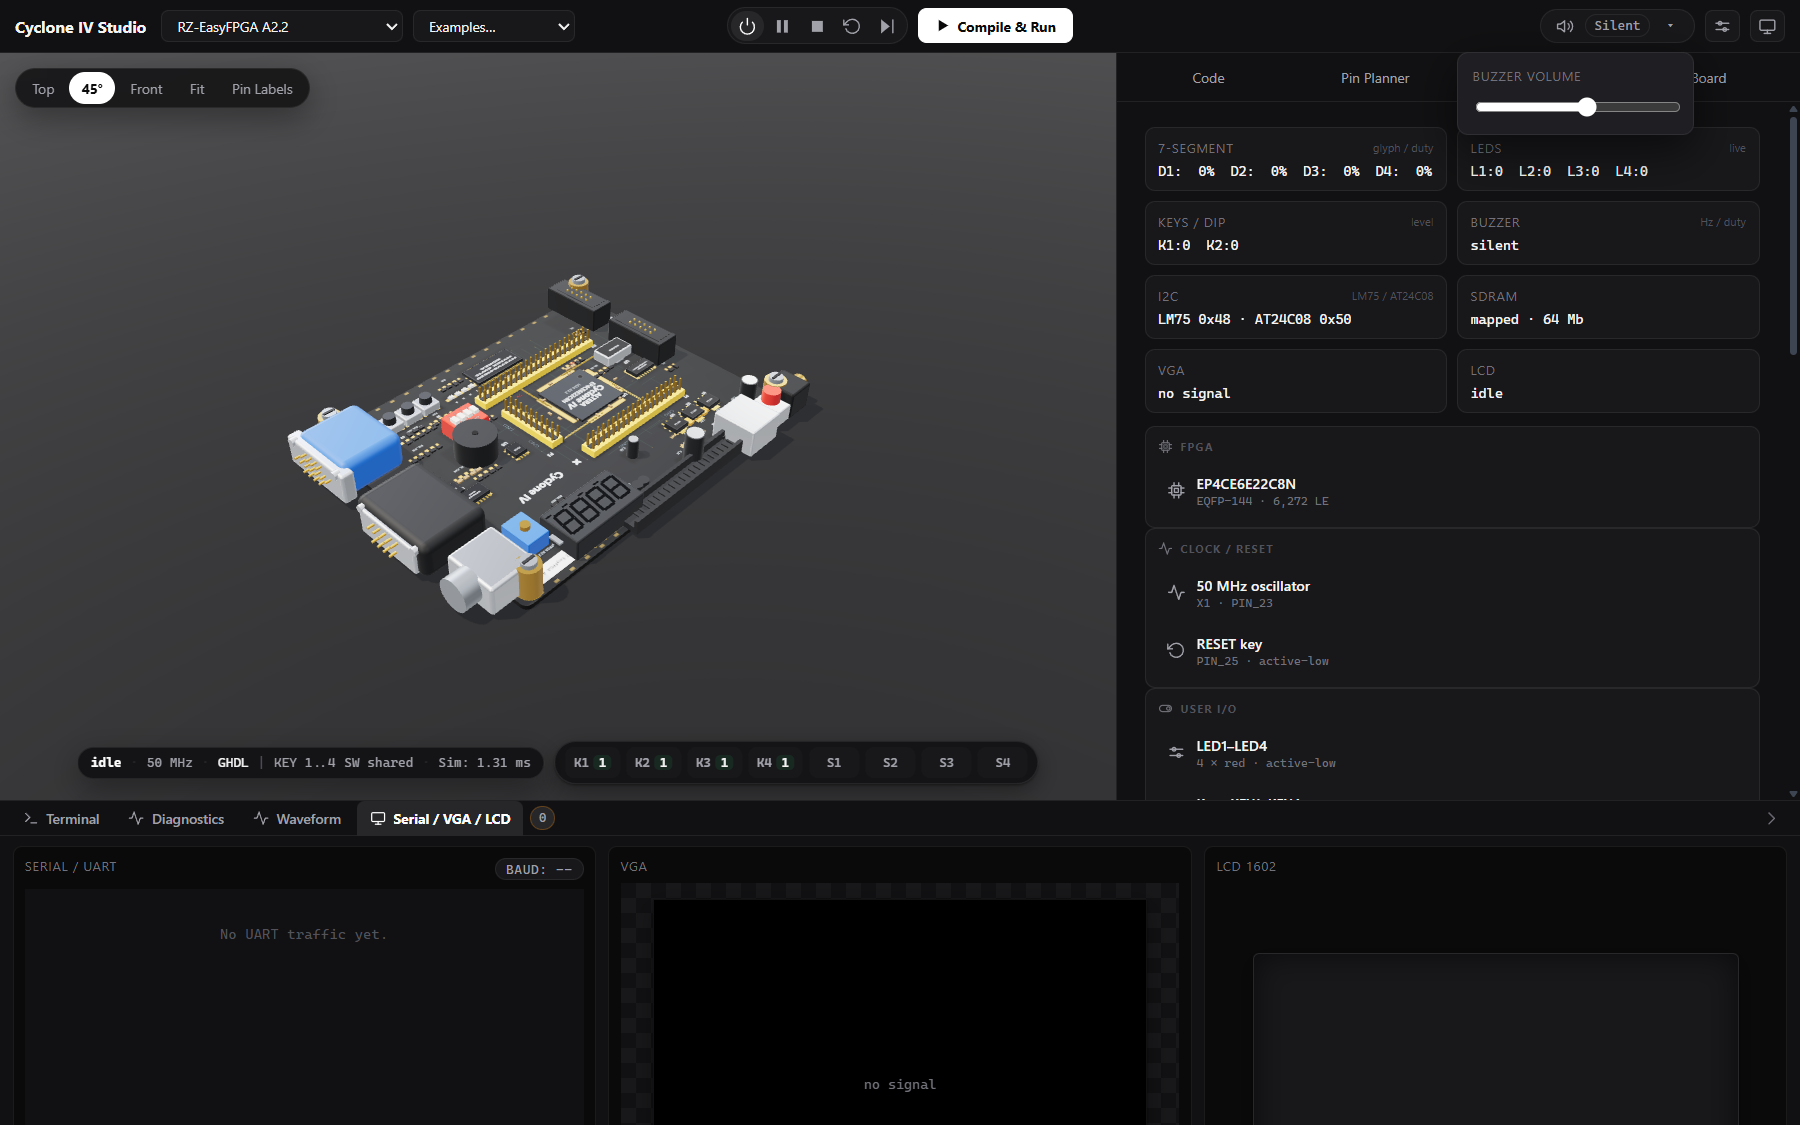 Cyclone IV Studio
RZ-EasyFPGA A2.2
Examples...
Compile & Run
Silent
Top
45°
Front
Fit
Pin Labels
Code
Pin Planner
Board
BUZZER VOLUME
7-SEGMENT
glyph / duty
D1: 0% D2: 0% D3: 0% D4: 0%
LEDS
live
L1:0 L2:0 L3:0 L4:0
KEYS / DIP
level
K1:0 K2:0
BUZZER
Hz / duty
silent
I2C
LM75 / AT24C08
LM75 0x48 · AT24C08 0x50
SDRAM
mapped · 64 Mb
VGA
no signal
LCD
idle
FPGA
EP4CE6E22C8N
EQFP-144 · 6,272 LE
CLOCK / RESET
50 MHz oscillator
X1 · PIN_23
RESET key
PIN_25 · active-low
USER I/O
LED1–LED4
4 × red · active-low
Cyclone IV
idle · 50 MHz · GHDL | KEY 1..4 SW shared · Sim: 1.31 ms
K1 1 K2 1 K3 1 K4 1 S1 S2 S3 S4
Terminal
Diagnostics
Waveform
Serial / VGA / LCD
0
SERIAL / UART
BAUD: --
No UART traffic yet.
VGA
no signal
LCD 1602